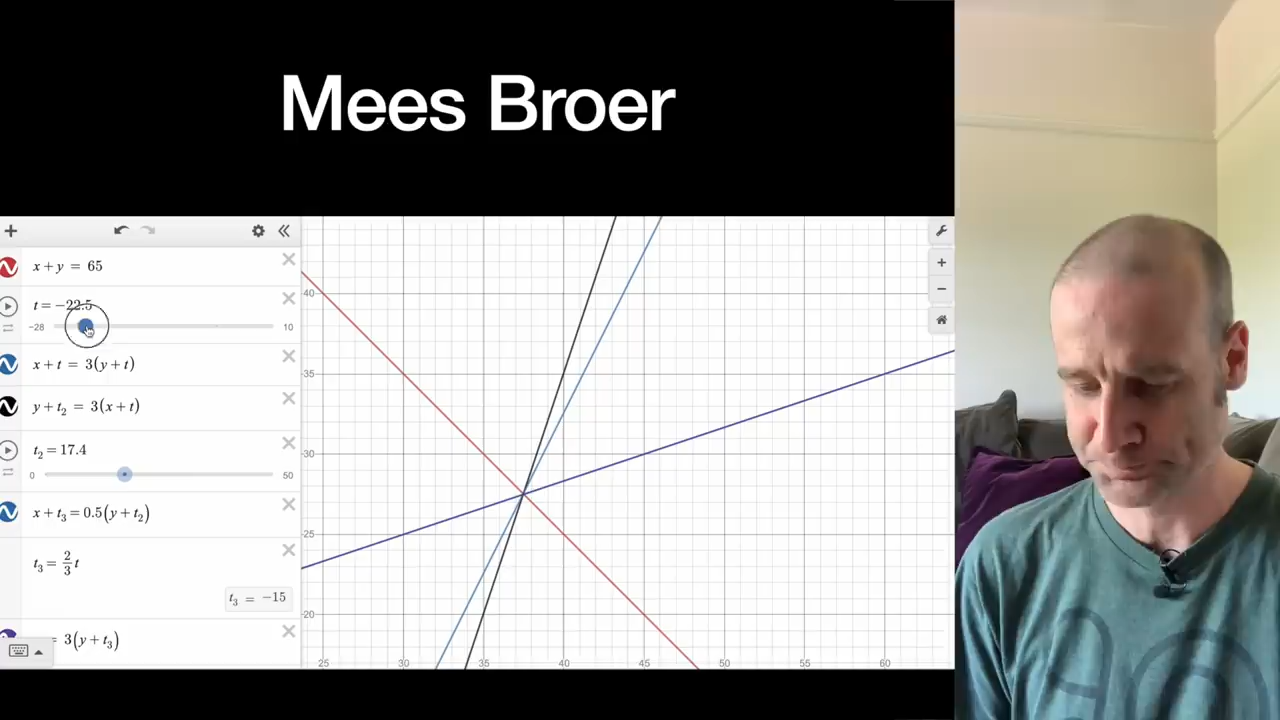 Mees Broer
x + y = 65
t = −22.5
−28
10
x + t = 3(y + t)
y + t₂ = 3(x + t)
t₂ = 17.4
0
50
x + t₃ = 0.5(y + t₂)
t₃ = 2/3 t
t₃ = −15
= 3(y + t₃)
40
35
30
25
20
25 30 35 40 45 50 55 60